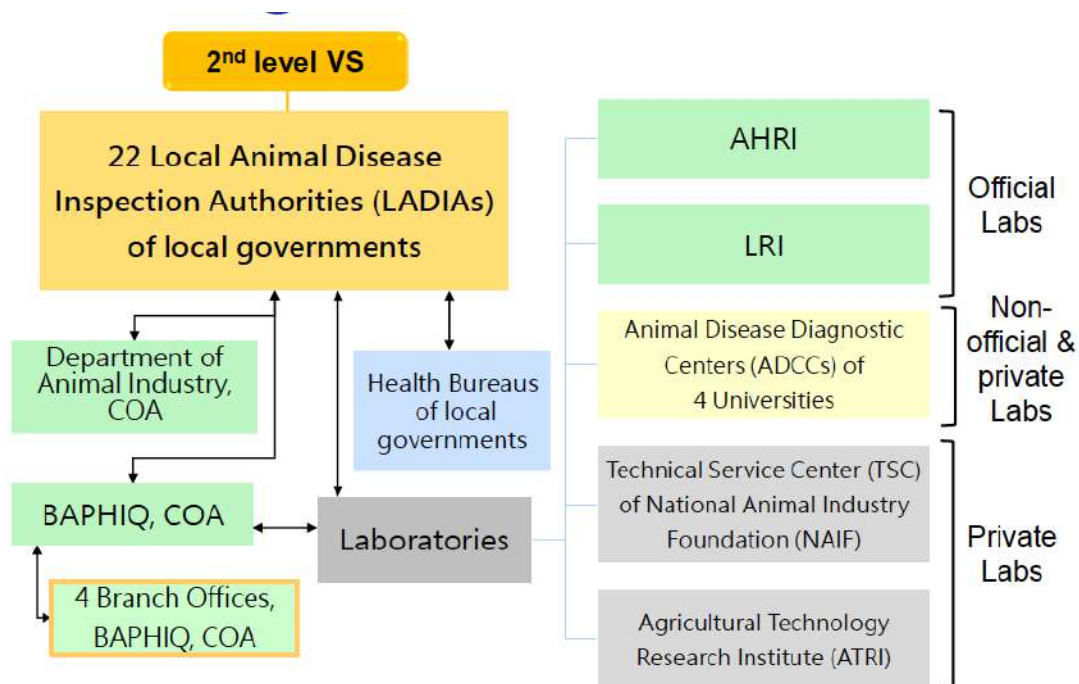 2nd level VS
22 Local Animal Disease
Inspection Authorities (LADIAs)
of local governments
Department of
Animal Industry,
COA
Health Bureaus
of local
governments
BAPHIQ, COA
Laboratories
4 Branch Offices,
BAPHIQ, COA
AHRI
LRI
Animal Disease Diagnostic
Centers (ADCCs) of
4 Universities
Technical Service Center (TSC)
of National Animal Industry
Foundation (NAIF)
Agricultural Technology
Research Institute (ATRI)
Official
Labs
Non-
official &
private
Labs
Private
Labs